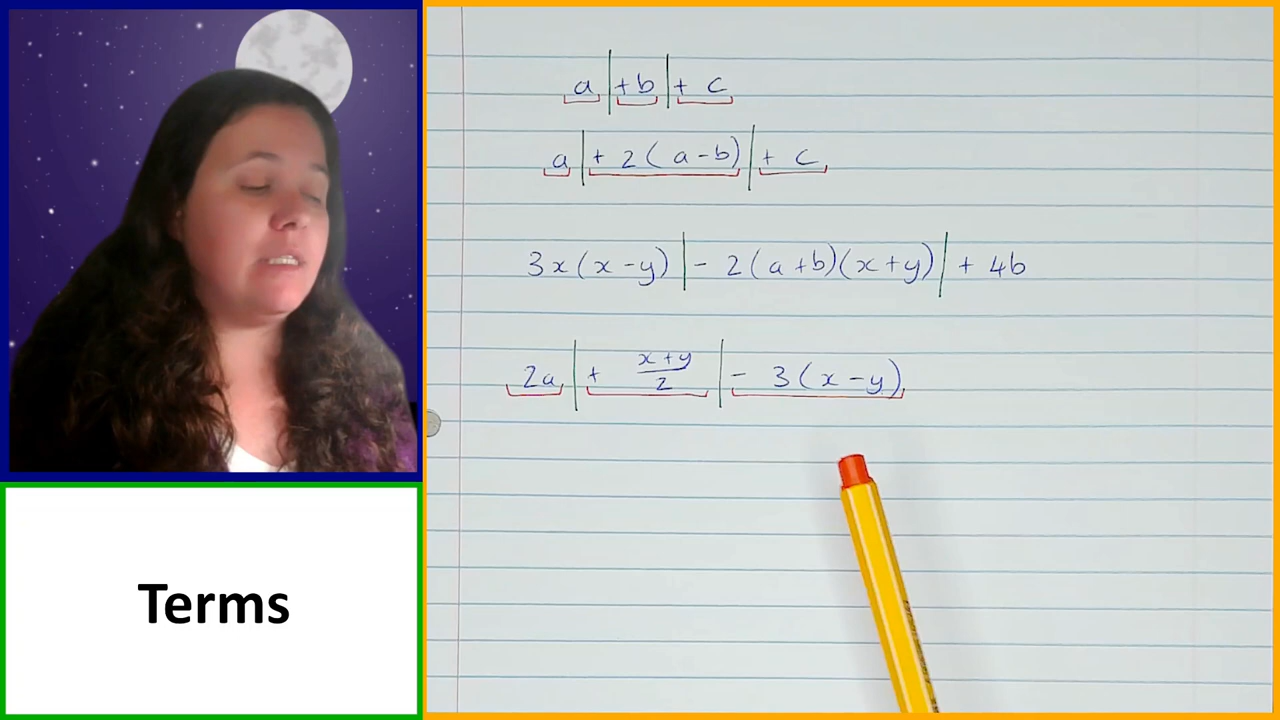 a | + b | + c
a | + 2 ( a - b) | + c
3x(x - y) | - 2(a + b)(x + y) | + 4b
2a | + (x + y)/2 | - 3(x - y)
Terms